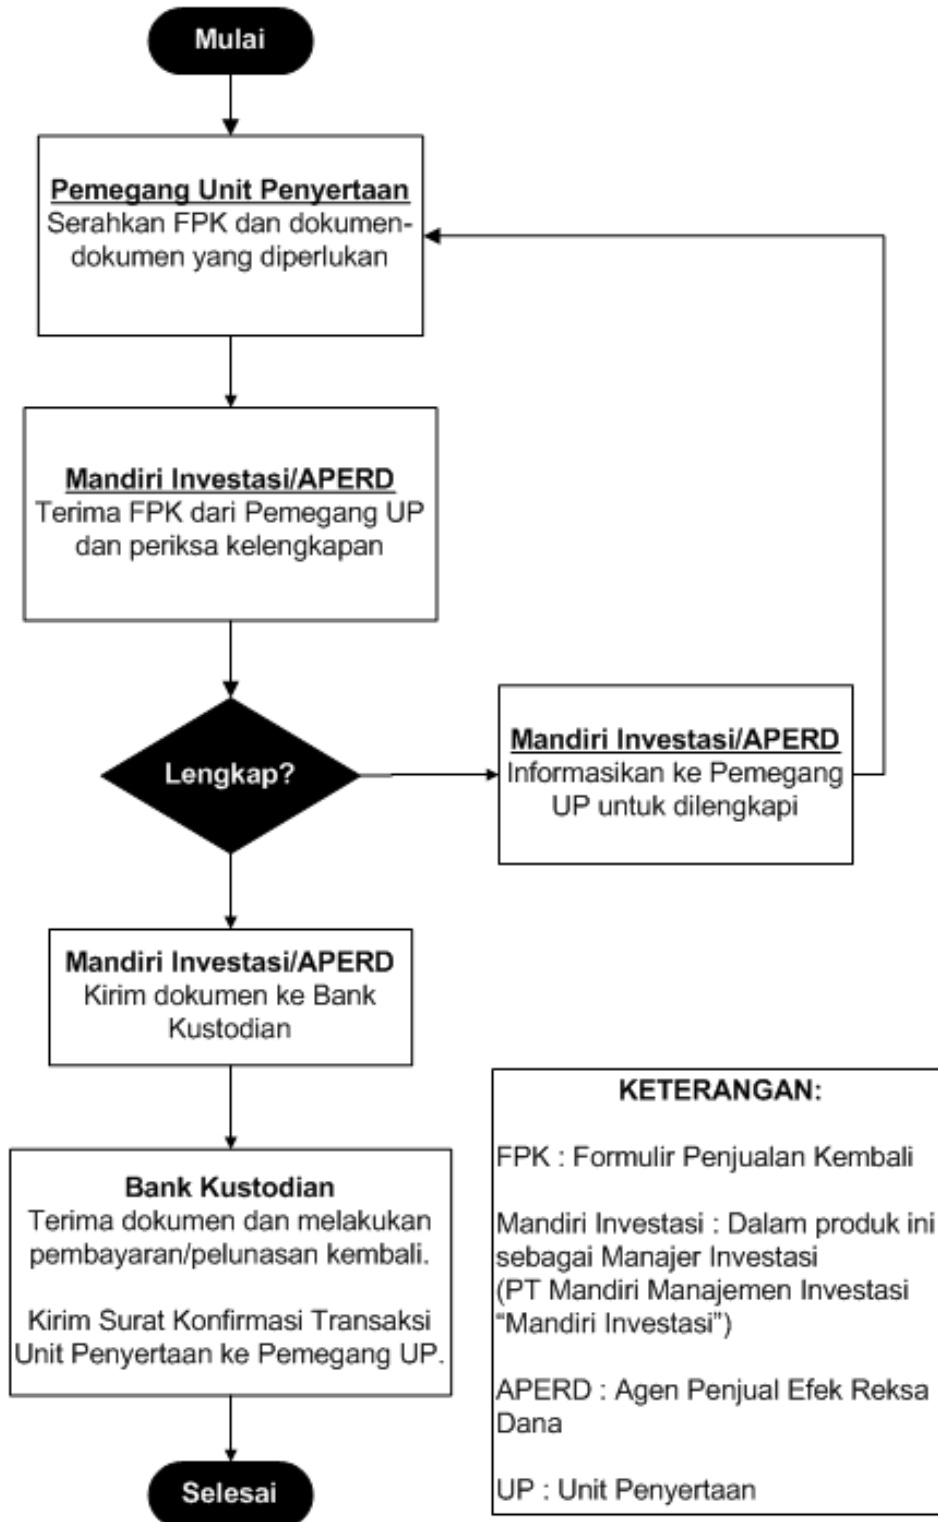 Mulai
Pemegang Unit Penyertaan
Serahkan FPK dan dokumen-
dokumen yang diperlukan
Mandiri Investasi/APERD
Terima FPK dari Pemegang UP
dan periksa kelengkapan
Lengkap?
Mandiri Investasi/APERD
Informasikan ke Pemegang
UP untuk dilengkapi
Mandiri Investasi/APERD
Kirim dokumen ke Bank
Kustodian
Bank Kustodian
Terima dokumen dan melakukan
pembayaran/pelunasan kembali.
Kirim Surat Konfirmasi Transaksi
Unit Penyertaan ke Pemegang UP.
Selesai
KETERANGAN:
FPK : Formulir Penjualan Kembali
Mandiri Investasi : Dalam produk ini
sebagai Manajer Investasi
(PT Mandiri Manajemen Investasi
“Mandiri Investasi”)
APERD : Agen Penjual Efek Reksa
Dana
UP : Unit Penyertaan